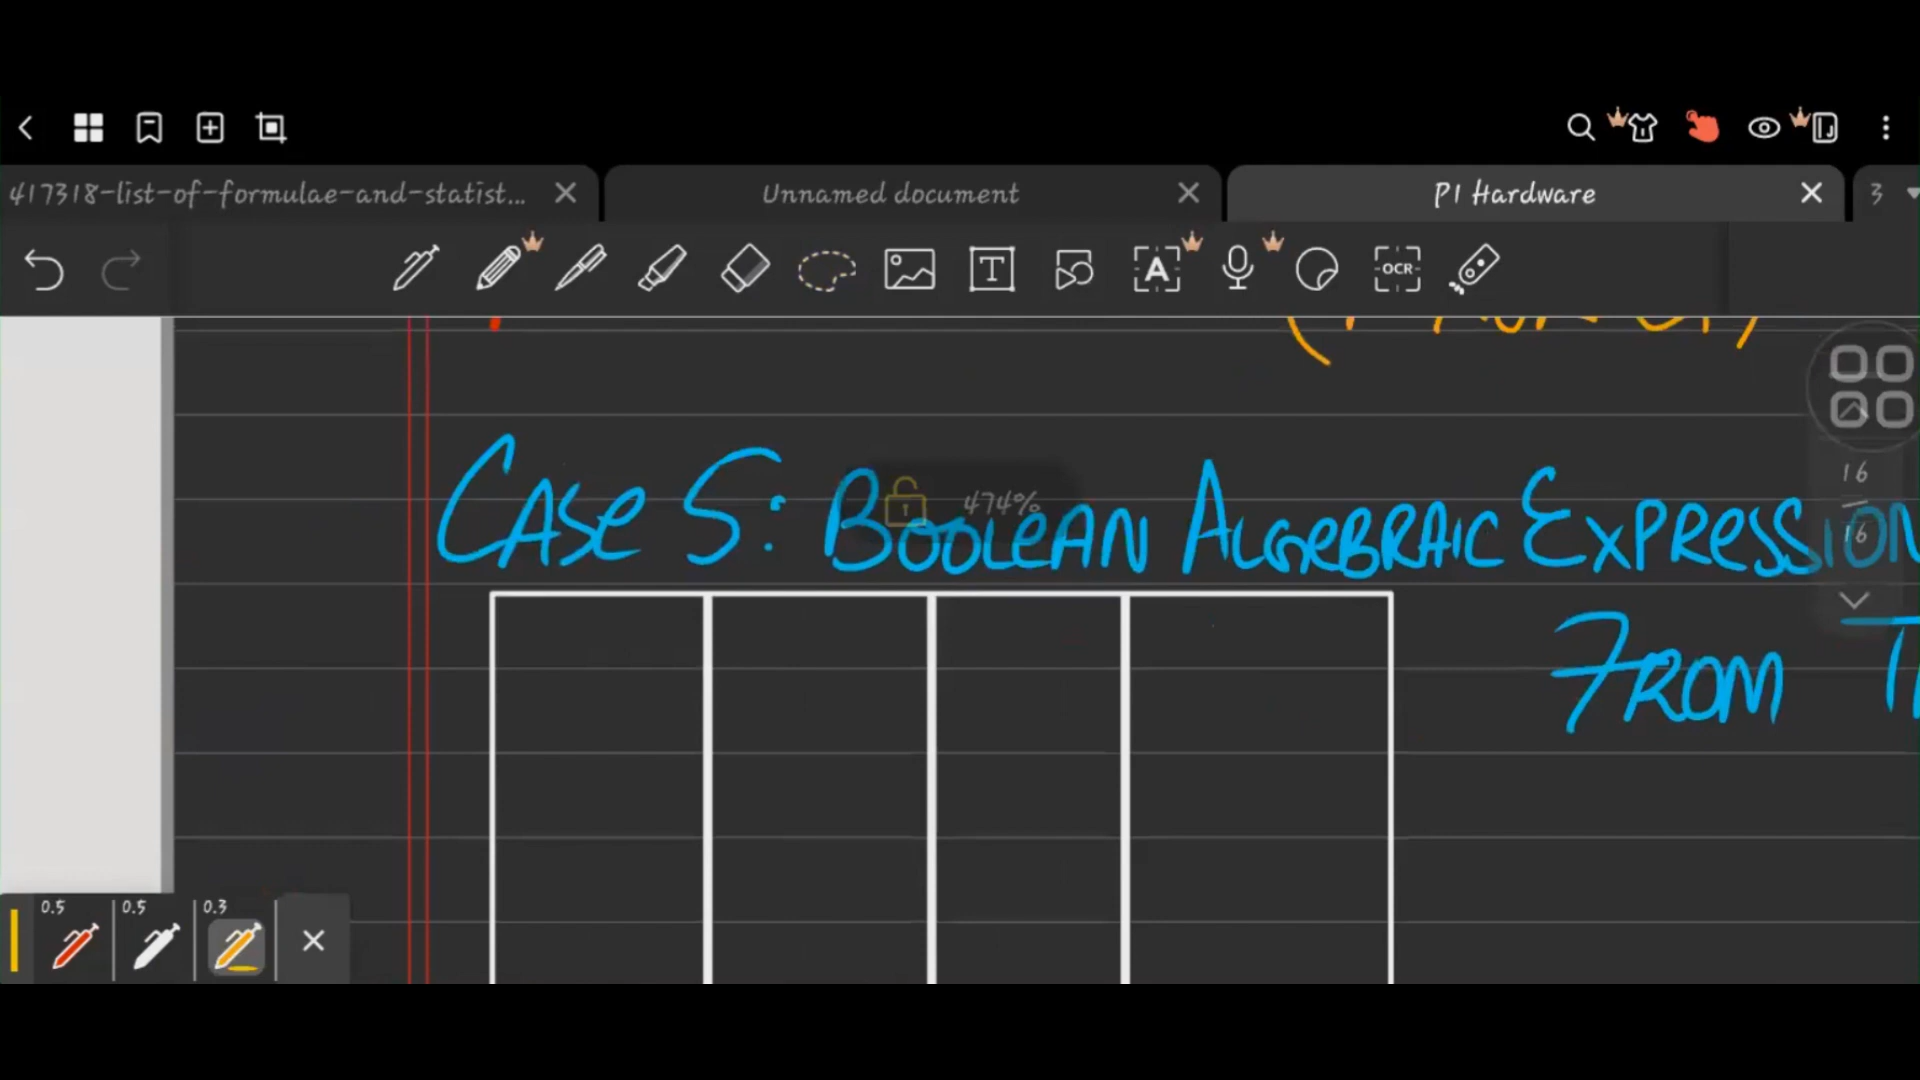 417318-list-of-formulae-and-statist...
Unnamed document
P1 Hardware
3
T
A
OCR
CASE 5: BOOLEAN ALGEBRAIC EXPRESSION
474%
16
16
FROM
0.5
0.5
0.3